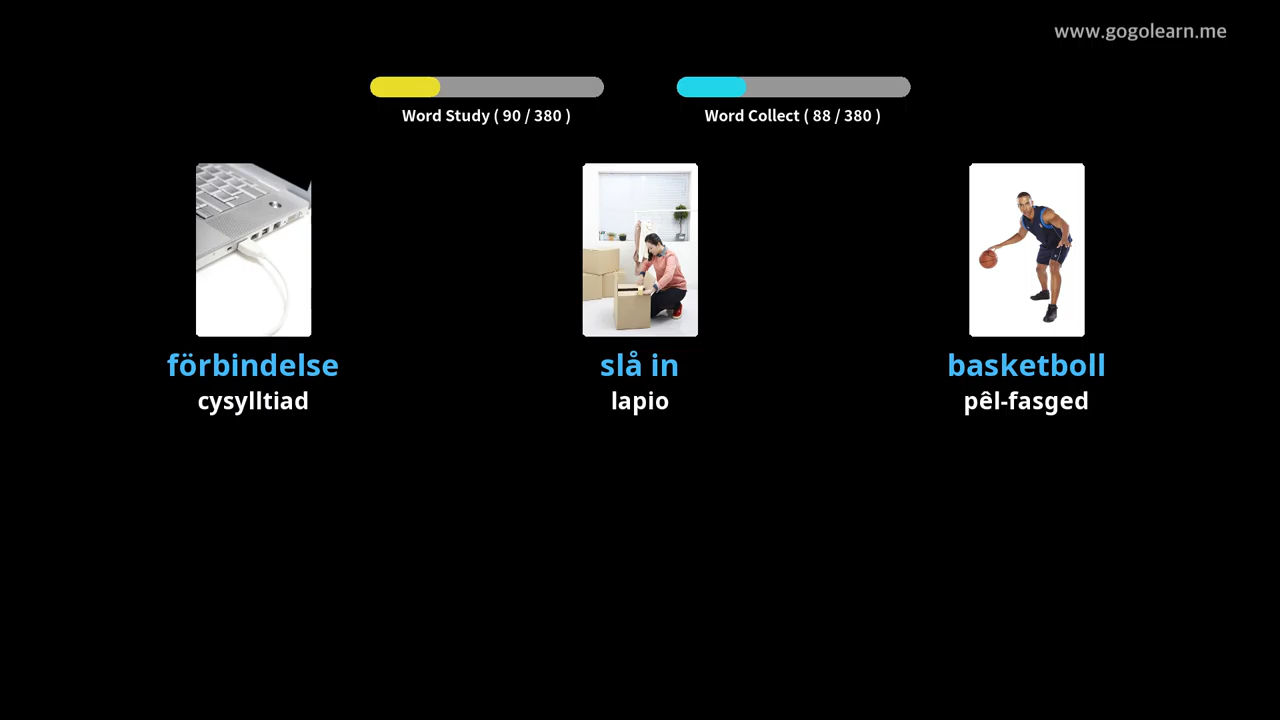 www.gogolearn.me
Word Study ( 90 / 380 )
Word Collect ( 88 / 380 )
förbindelse
cysylltiad
slå in
lapio
basketboll
pêl-fasged